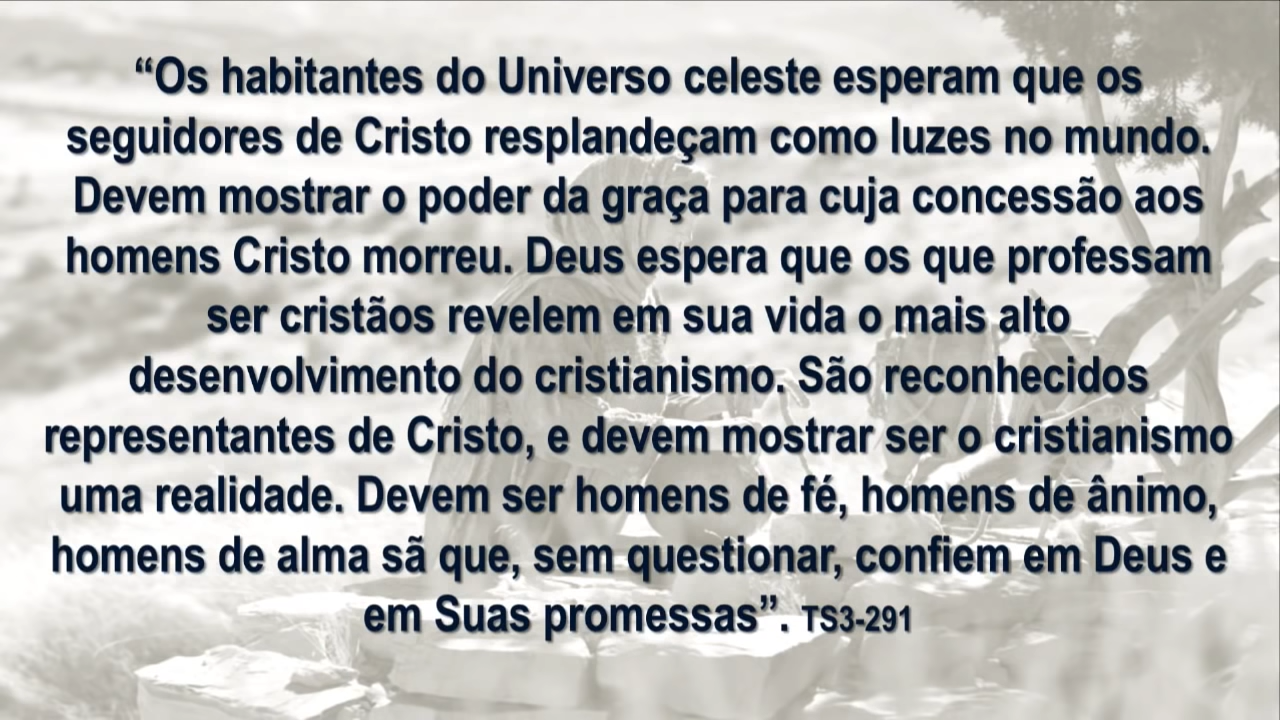 “Os habitantes do Universo celeste esperam que os
seguidores de Cristo resplandeçam como luzes no mundo.
Devem mostrar o poder da graça para cuja concessão aos
homens Cristo morreu. Deus espera que os que professam
ser cristãos revelem em sua vida o mais alto
desenvolvimento do cristianismo. São reconhecidos
representantes de Cristo, e devem mostrar ser o cristianismo
uma realidade. Devem ser homens de fé, homens de ânimo,
homens de alma sã que, sem questionar, confiem em Deus e
em Suas promessas”. TS3-291